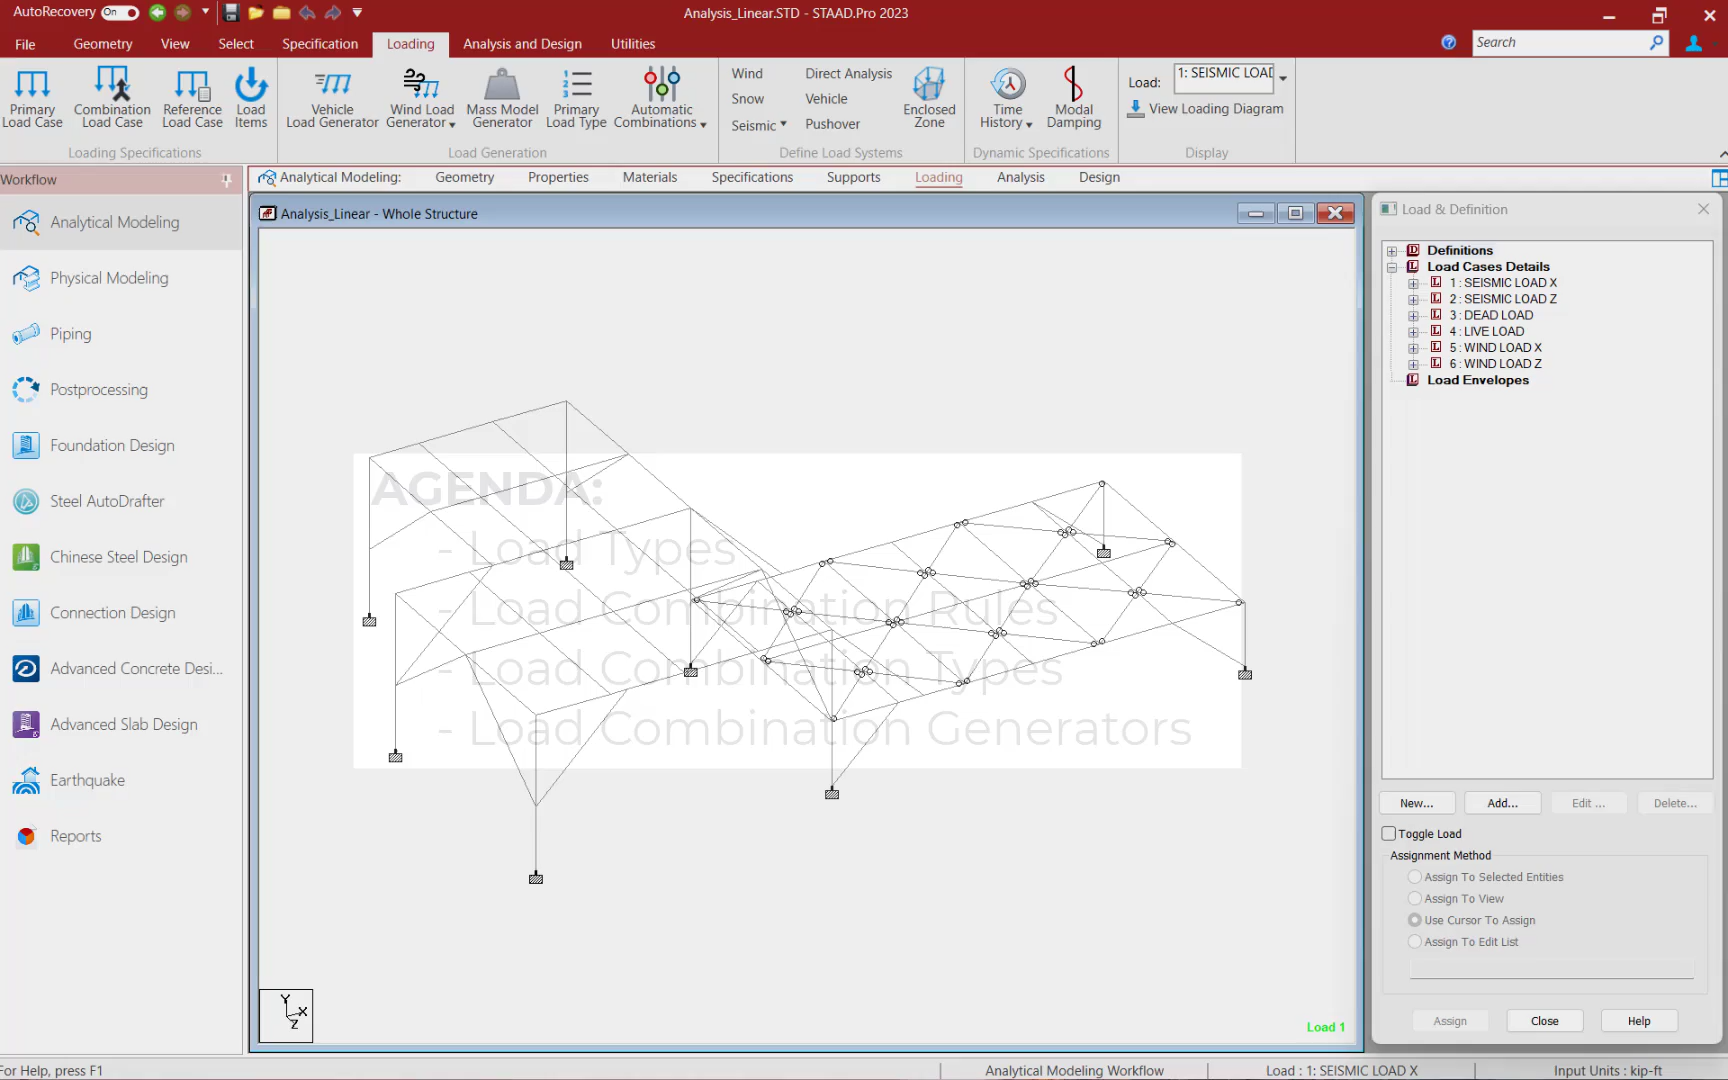 AutoRecovery On
Analysis_Linear.STD - STAAD.Pro 2023
File Geometry View Select Specification Loading Analysis and Design Utilities
Search
Primary Load Case
Combination Load Case
Reference Load Case
Load Items
Loading Specifications
Vehicle Load Generator
Wind Load Generator
Mass Model Generator
Primary Load Type
Automatic Combinations
Load Generation
Wind
Snow
Seismic
Direct Analysis
Vehicle
Pushover
Enclosed Zone
Define Load Systems
Time History
Modal Damping
Dynamic Specifications
Load: 1: SEISMIC LOAD
View Loading Diagram
Display
Workflow
Analytical Modeling: Geometry Properties Materials Specifications Supports Loading Analysis Design
Analytical Modeling
Physical Modeling
Piping
Postprocessing
Foundation Design
Steel AutoDrafter
Chinese Steel Design
Connection Design
Advanced Concrete Desi...
Advanced Slab Design
Earthquake
Reports
Analysis_Linear - Whole Structure
AGENDA:
- Load Types
- Load Combination Rules
- Load Combination Types
- Load Combination Generators
Y
X
Z
Load 1
Load & Definition
Definitions
Load Cases Details
1 : SEISMIC LOAD X
2 : SEISMIC LOAD Z
3 : DEAD LOAD
4 : LIVE LOAD
5 : WIND LOAD X
6 : WIND LOAD Z
Load Envelopes
New... Add... Edit ... Delete...
Toggle Load
Assignment Method
Assign To Selected Entities
Assign To View
Use Cursor To Assign
Assign To Edit List
Assign Close Help
For Help, press F1
Analytical Modeling Workflow
Load : 1: SEISMIC LOAD X
Input Units : kip-ft